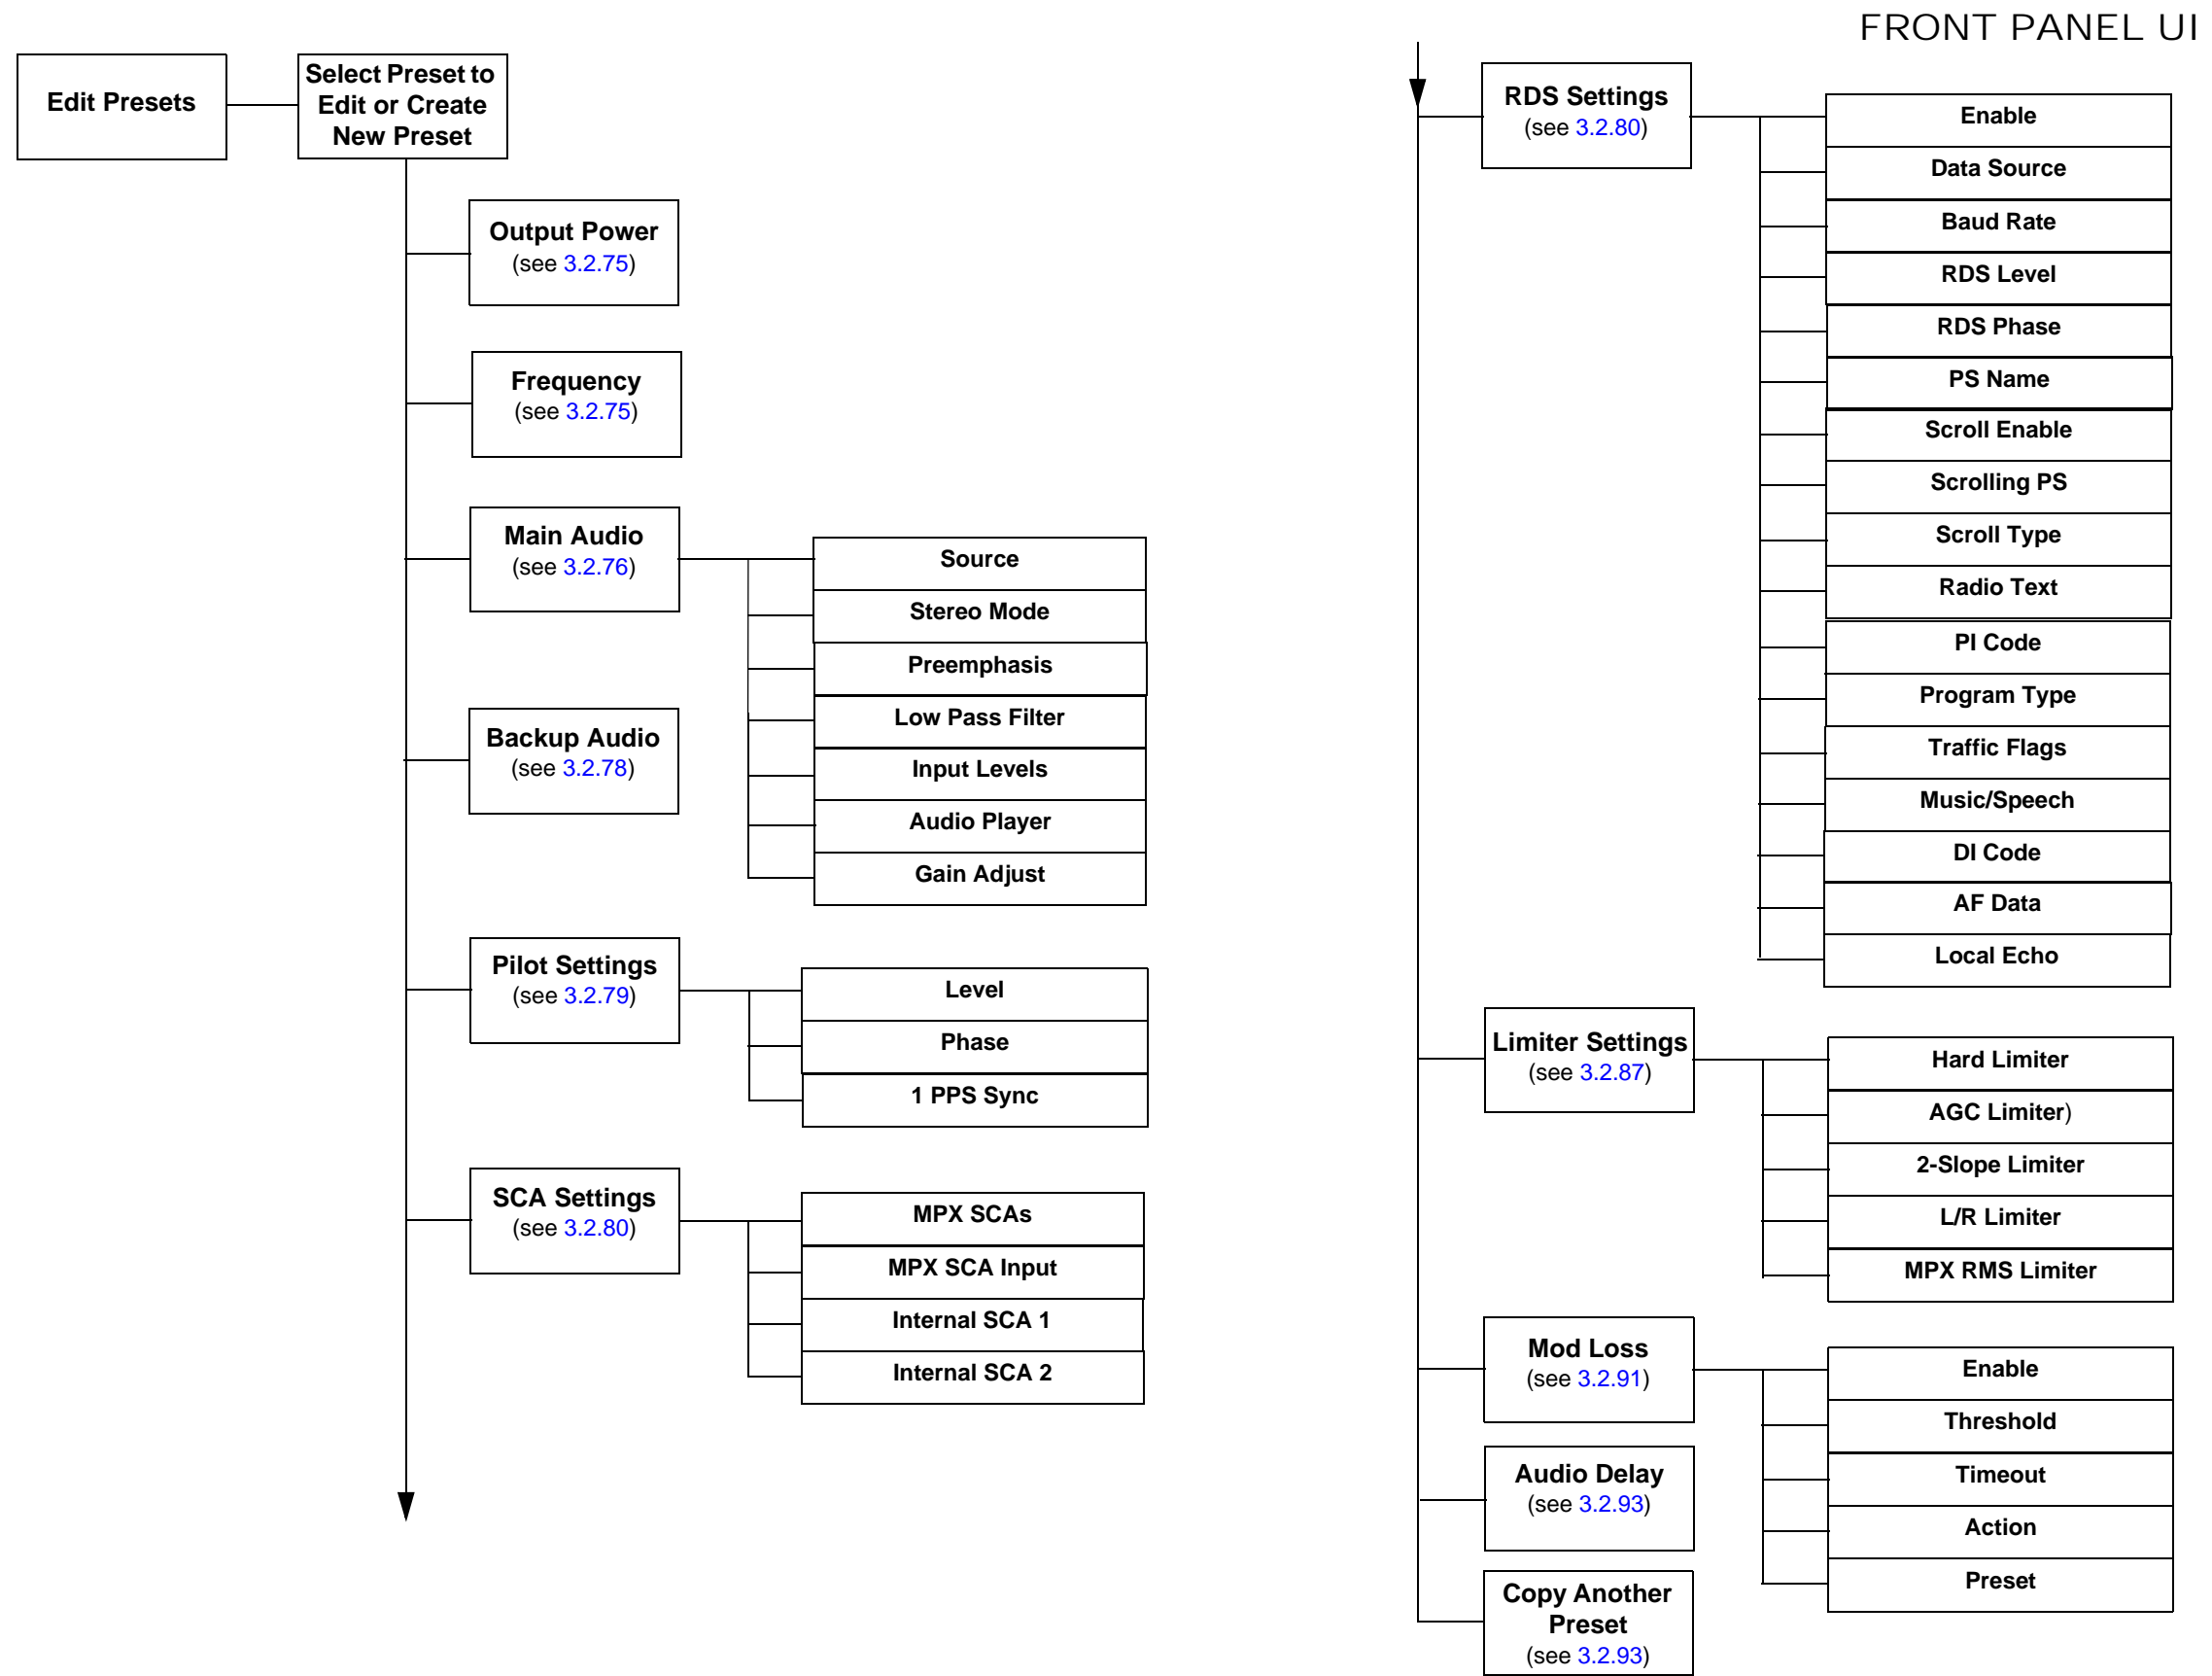 FRONT PANEL UI
Edit Presets
Select Preset to
Edit or Create
New Preset
Output Power
(see 3.2.75)
Frequency
(see 3.2.75)
Main Audio
(see 3.2.76)
Source
Stereo Mode
Preemphasis
Low Pass Filter
Input Levels
Audio Player
Gain Adjust
Backup Audio
(see 3.2.78)
Pilot Settings
(see 3.2.79)
Level
Phase
1 PPS Sync
SCA Settings
(see 3.2.80)
MPX SCAs
MPX SCA Input
Internal SCA 1
Internal SCA 2
RDS Settings
(see 3.2.80)
Enable
Data Source
Baud Rate
RDS Level
RDS Phase
PS Name
Scroll Enable
Scrolling PS
Scroll Type
Radio Text
PI Code
Program Type
Traffic Flags
Music/Speech
DI Code
AF Data
Local Echo
Limiter Settings
(see 3.2.87)
Hard Limiter
AGC Limiter)
2-Slope Limiter
L/R Limiter
MPX RMS Limiter
Mod Loss
(see 3.2.91)
Enable
Threshold
Timeout
Action
Preset
Audio Delay
(see 3.2.93)
Copy Another
Preset
(see 3.2.93)